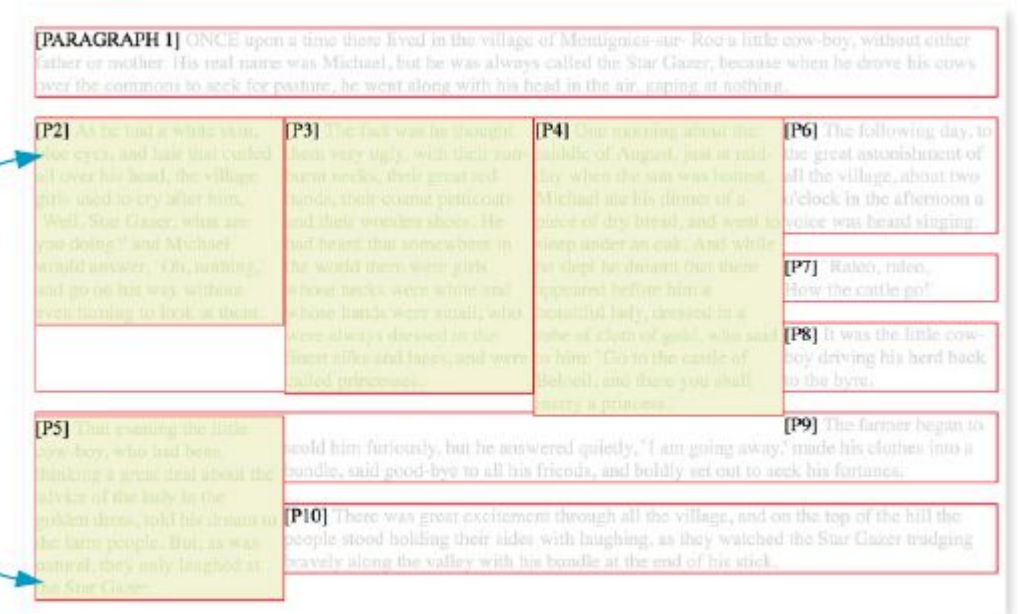 [PARAGRAPH 1] ONCE upon a time there lived in the village of Montignies-sur- Roc a little cow-boy, without either
father or mother. His real name was Michael, but he was always called the Star Gazer, because when he drove his cows
over the commons to seek for pasture, he went along with his head in the air, gaping at nothing.
[P2] As he had a white skin,
blue eyes, and hair that curled
all over his head, the village
girls used to cry after him,
`Well, Star Gazer, what are
you doing?' and Michael
would answer, `Oh, nothing,'
and go on his way without
even turning to look at them.
[P3] The fact was he thought
them very ugly, with their sun-
burnt necks, their great red
hands, their coarse petticoats
and their wooden shoes. He
had heard that somewhere in
the world there were girls
whose necks were white and
whose hands were small, who
were always dressed in the
finest silks and laces, and were
called princesses.
[P4] One morning about the
middle of August, just at mid-
day when the sun was hottest,
Michael ate his dinner of a
piece of dry bread, and went to
sleep under an oak. And while
he slept he dreamt that there
appeared before him a
beautiful lady, dressed in a
robe of cloth of gold, who said
to him: `Go to the castle of
Beloeil, and there you shall
marry a princess.
[P5] That evening the little
cow-boy, who had been
thinking a great deal about the
advice of the lady in the
golden dress, told his dream to
the farm people. But, as was
natural, they only laughed at
the Star Gazer.
[P6] The following day, to
the great astonishment of
all the village, about two
o'clock in the afternoon a
voice was heard singing:
[P7] `Raleo, raleo,
How the cattle go!'
[P8] It was the little cow-
boy driving his herd back
to the byre.
[P9] The farmer began to
scold him furiously, but he answered quietly, `I am going away,' made his clothes into a
bundle, said good-bye to all his friends, and boldly set out to seek his fortunes.
[P10] There was great excitement through all the village, and on the top of the hill the
people stood holding their sides with laughing, as they watched the Star Gazer trudging
bravely along the valley with his bundle at the end of his stick.